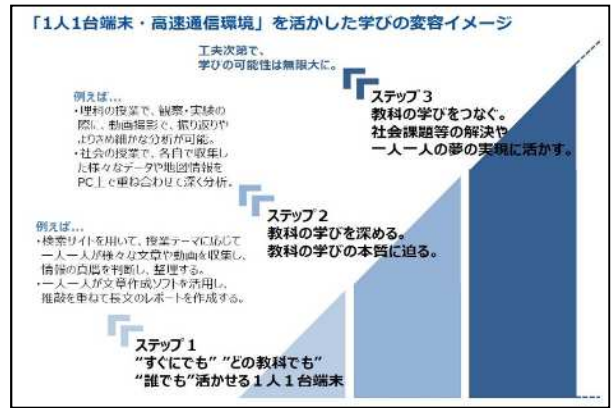 「1人1台端末・高速通信環境」を活かした学びの変容イメージ
工夫次第で、
学びの可能性は無限大に。
ステップ3
教科の学びをつなぐ。
社会課題等の解決や
一人一人の夢の実現に活かす。
例えば…
・理科の授業で、観察・実験の
際に、動画撮影で、振り返りや
よりきめ細かな分析が可能。
・社会の授業で、各自で収集し
た様々なデータや地図情報を
PC上で重ね合わせて深く分析。
ステップ2
教科の学びを深める。
教科の学びの本質に迫る。
例えば…
・検索サイトを用いて、授業テーマに応じて
一人一人が様々な文章や動画を収集し、
情報の真贋を判断し、整理する。
・一人一人が文章作成ソフトを活用し、
推敲を重ねて長文のレポートを作成する。
ステップ1
”すぐにでも” ”どの教科でも”
”誰でも”活かせる1人1台端末